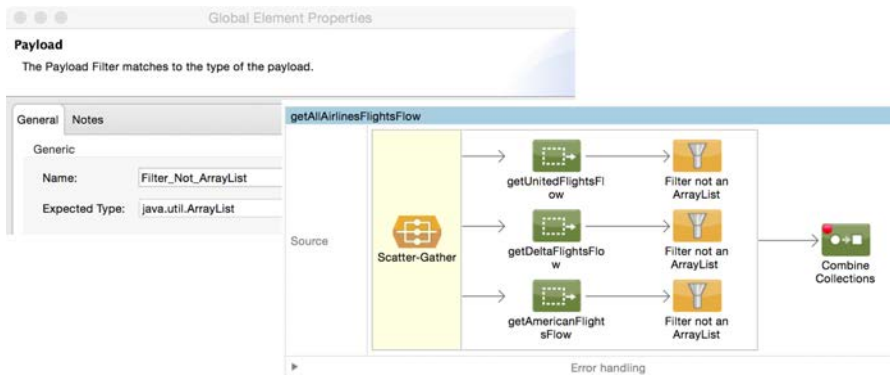 Global Element Properties
Payload
The Payload Filter matches to the type of the payload.
General Notes
Generic
Name: Filter_Not_ArrayList
Expected Type: java.util.ArrayList
getAllAirlinesFlightsFlow
Source
Scatter-Gather
getUnitedFlightsFl
ow
Filter not an
ArrayList
getDeltaFlightsFlo
w
Filter not an
ArrayList
getAmericanFlight
sFlow
Filter not an
ArrayList
Combine
Collections
Error handling